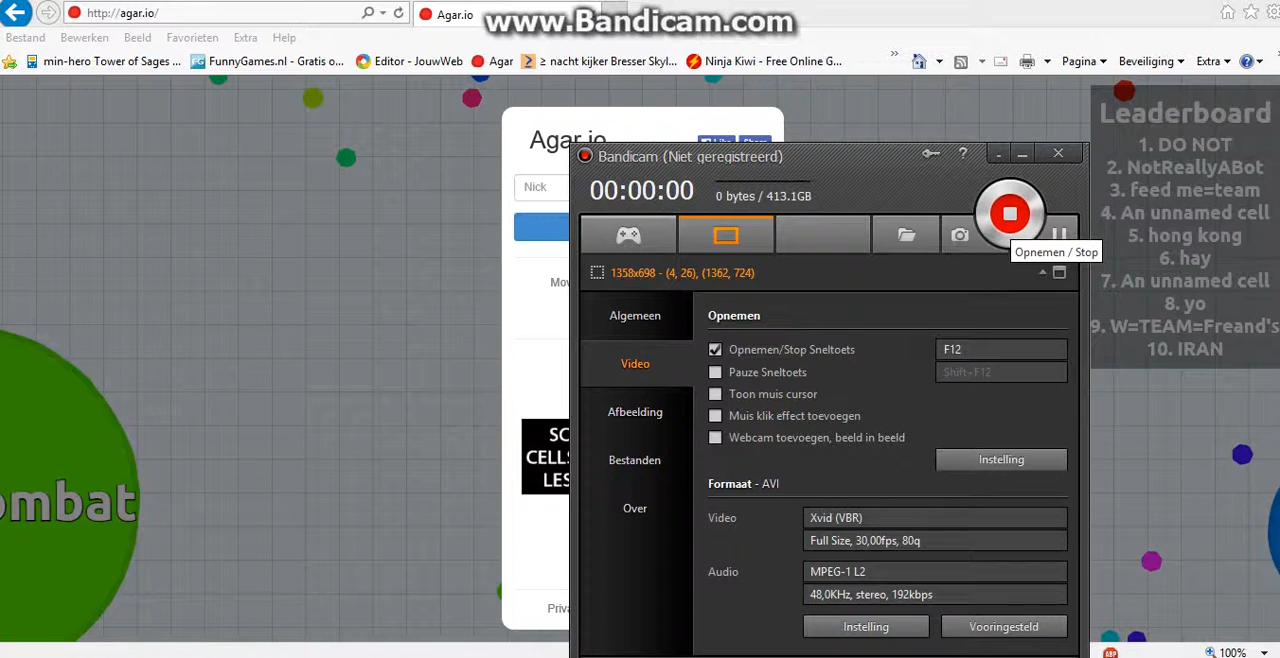 http://agar.io/
Agar.io
www.Bandicam.com
Bestand Bewerken Beeld Favorieten Extra Help
min-hero Tower of Sages ... FunnyGames.nl - Gratis o... Editor - JouwWeb Agar ≥ nacht kijker Bresser Skyl... Ninja Kiwi - Free Online G... » Pagina Beveiliging Extra
Agar.io
Nick
Mov
SC
CELLS
LES
Priva
ombat
Bandicam (Niet geregistreerd)
00:00:00 0 bytes / 413.1GB
Opnemen / Stop
1358x698 - (4, 26), (1362, 724)
Algemeen
Video
Afbeelding
Bestanden
Over
Opnemen
Opnemen/Stop Sneltoets F12
Pauze Sneltoets Shift+F12
Toon muis cursor
Muis klik effect toevoegen
Webcam toevoegen, beeld in beeld
Instelling
Formaat - AVI
Video Xvid (VBR)
Full Size, 30,00fps, 80q
Audio MPEG-1 L2
48,0KHz, stereo, 192kbps
Instelling Vooringesteld
Leaderboard
1. DO NOT
2. NotReallyABot
3. feed me=team
4. An unnamed cell
5. hong kong
6. hay
7. An unnamed cell
8. yo
9. W=TEAM=Freand's
10. IRAN
ABP
100%